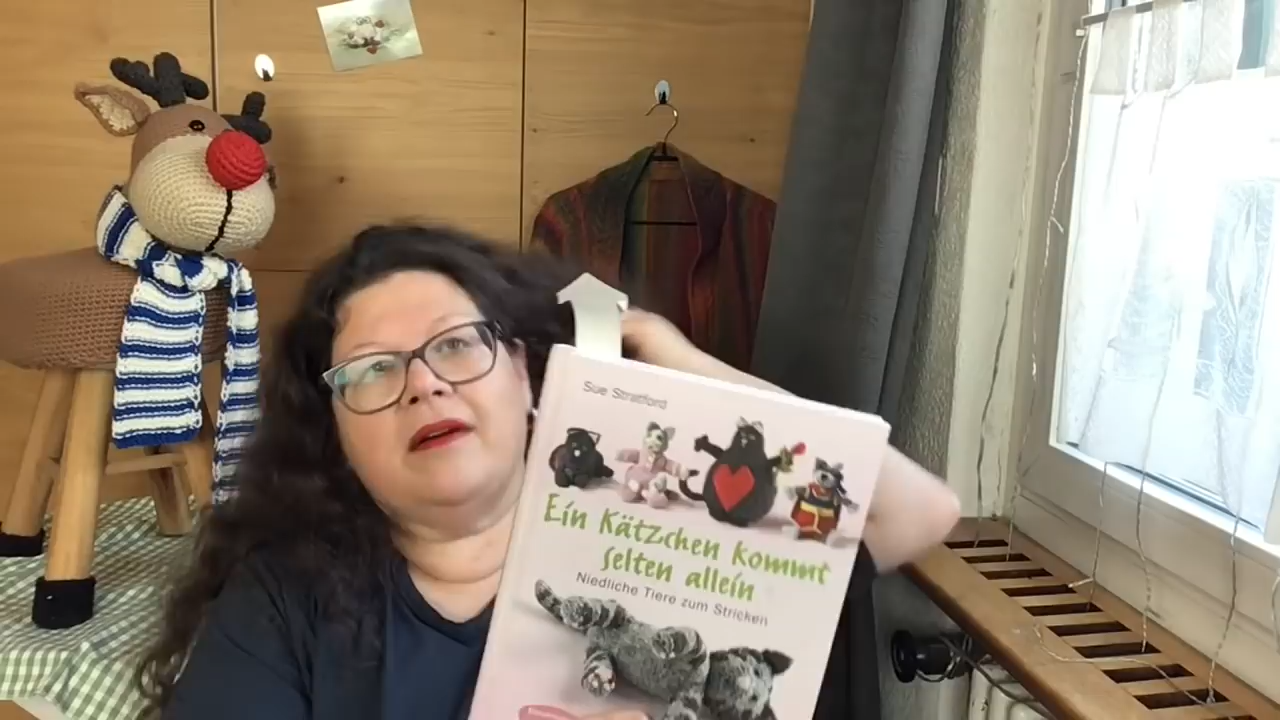 Sue Stratford
Ein Kätzchen kommt
selten allein
Niedliche Tiere zum Stricken